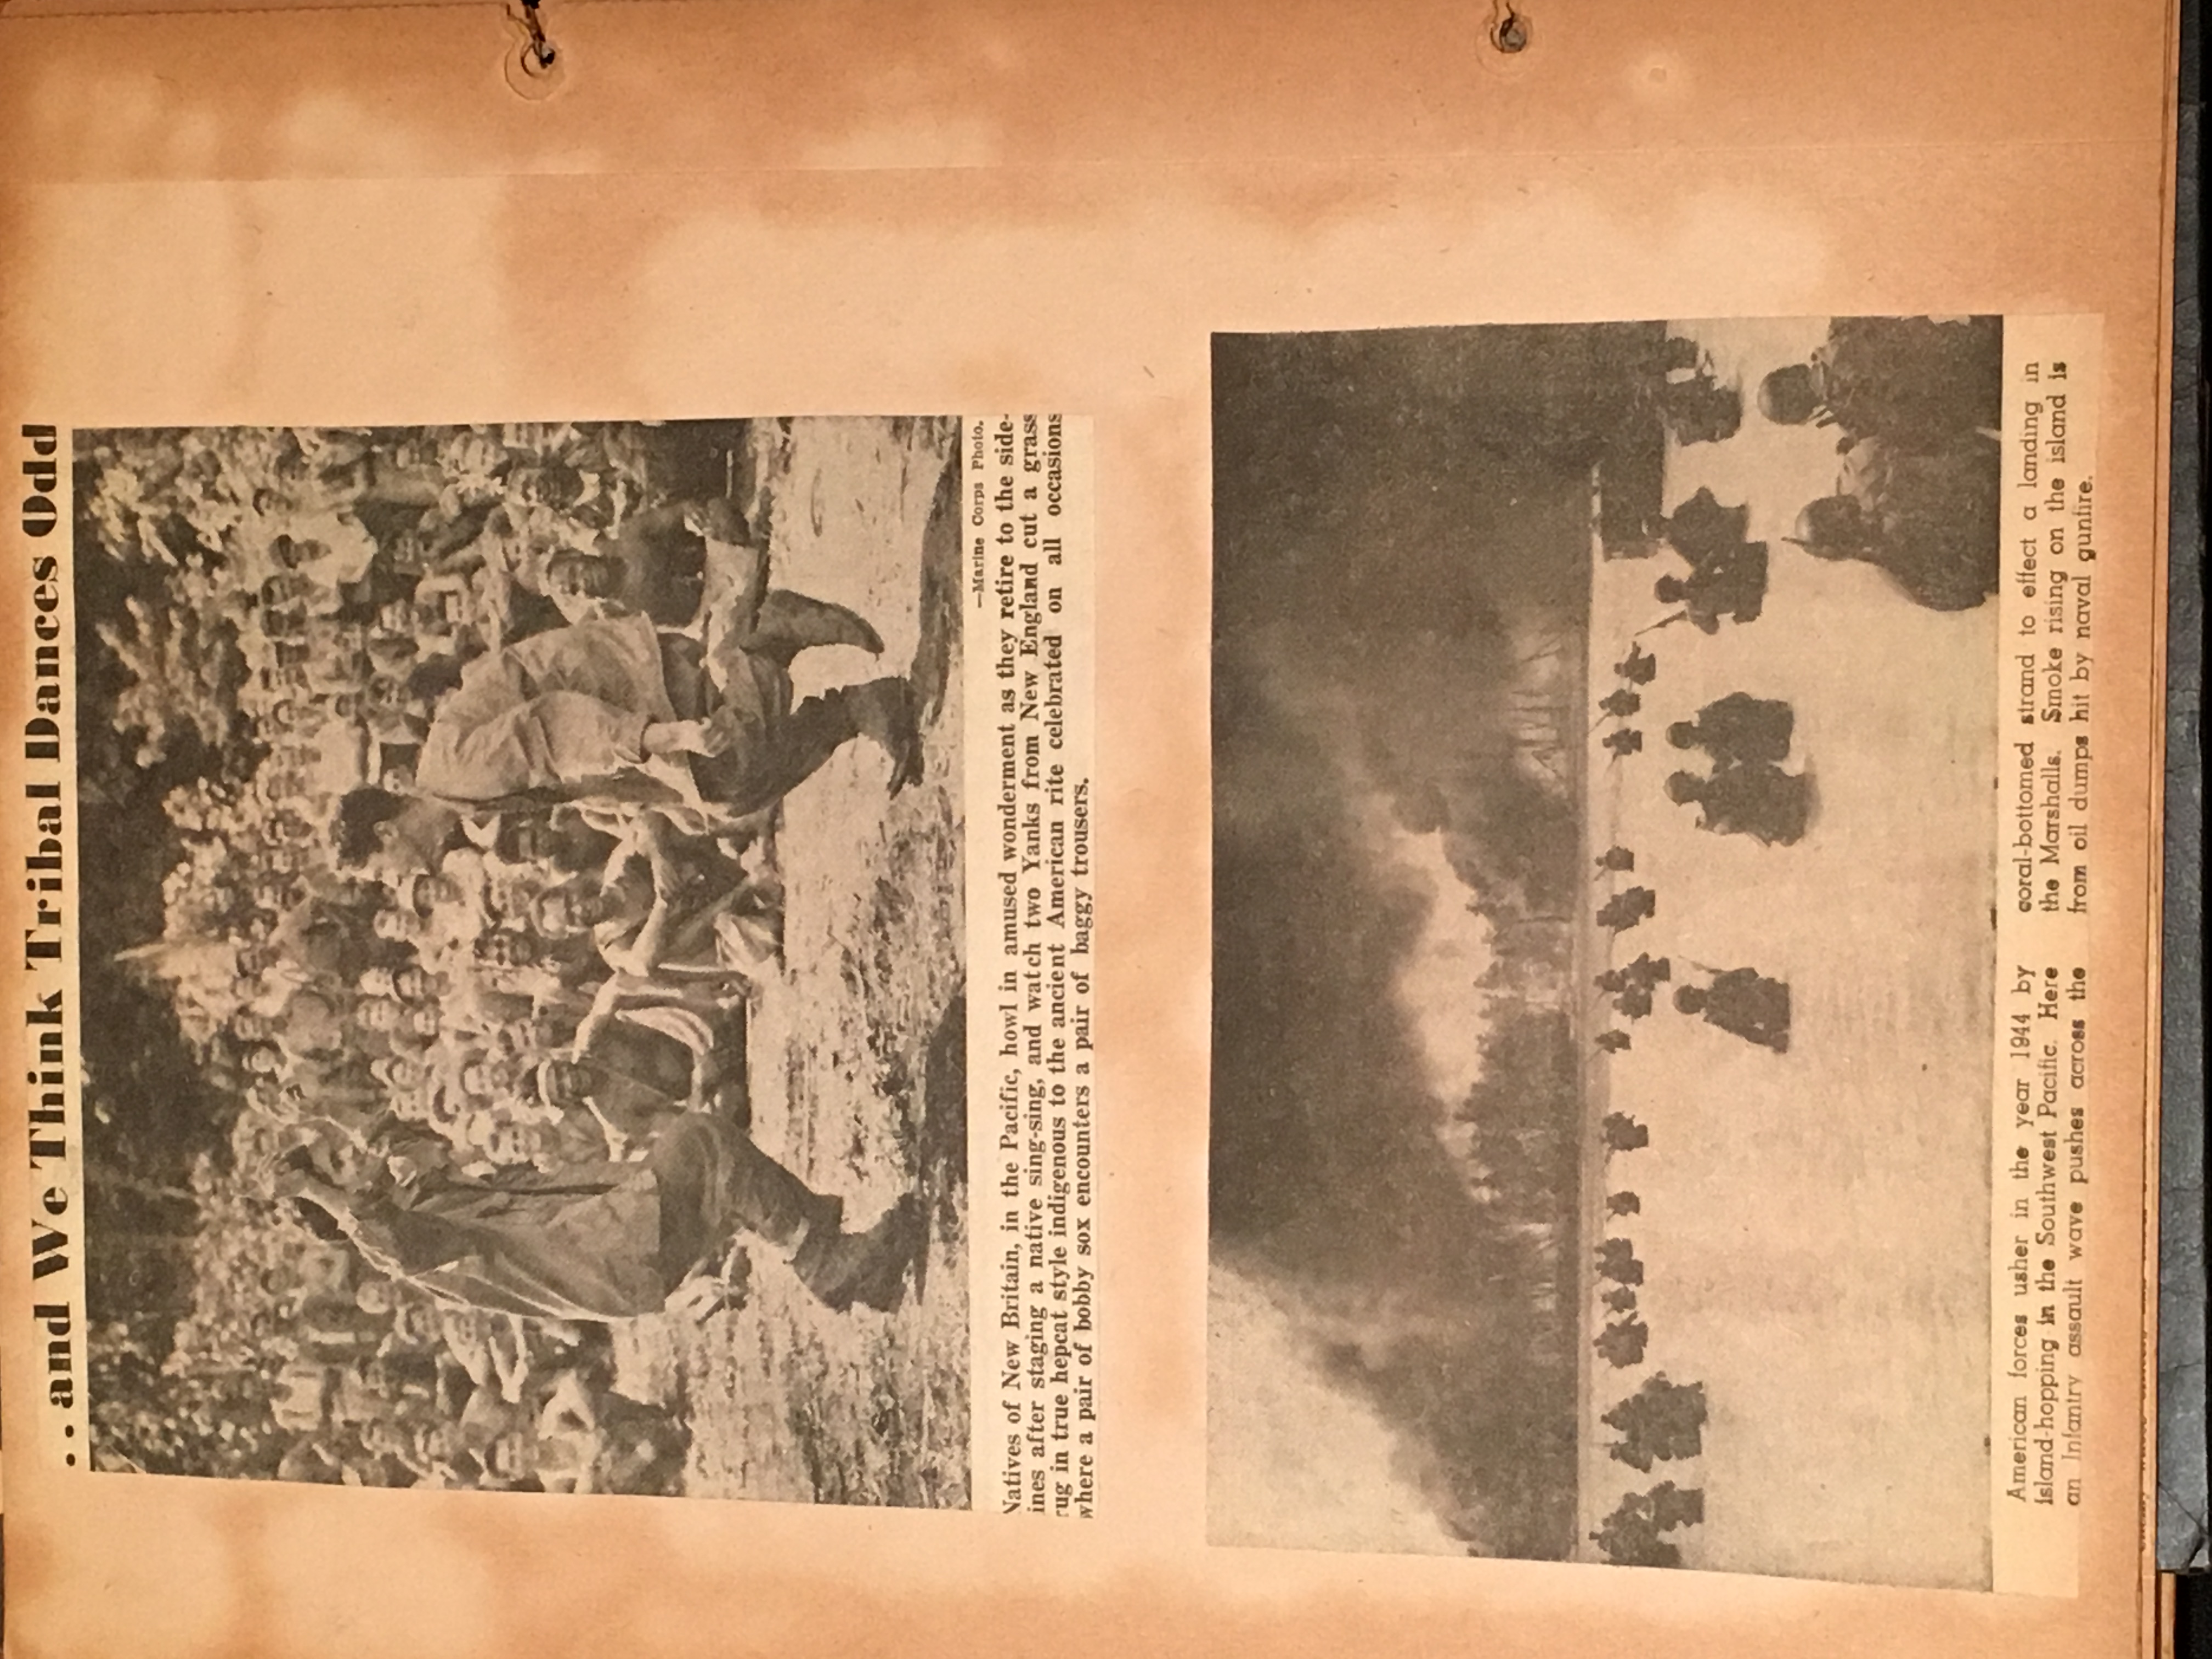 ..and We Think Tribal Dances Odd
—Marine Corps Photo.
Natives of New Britain, in the Pacific, howl in amused wonderment as they retire to the side-
ines after staging a native sing-sing, and watch two Yanks from New England cut a grass
rug in true hepcat style indigenous to the ancient American rite celebrated on all occasions
where a pair of bobby sox encounters a pair of baggy trousers.
American forces usher in the year 1944 by
island-hopping in the Southwest Pacific. Here
an Infantry assault wave pushes across the
coral-bottomed strand to effect a landing in
the Marshalls. Smoke rising on the island is
from oil dumps hit by naval gunfire.